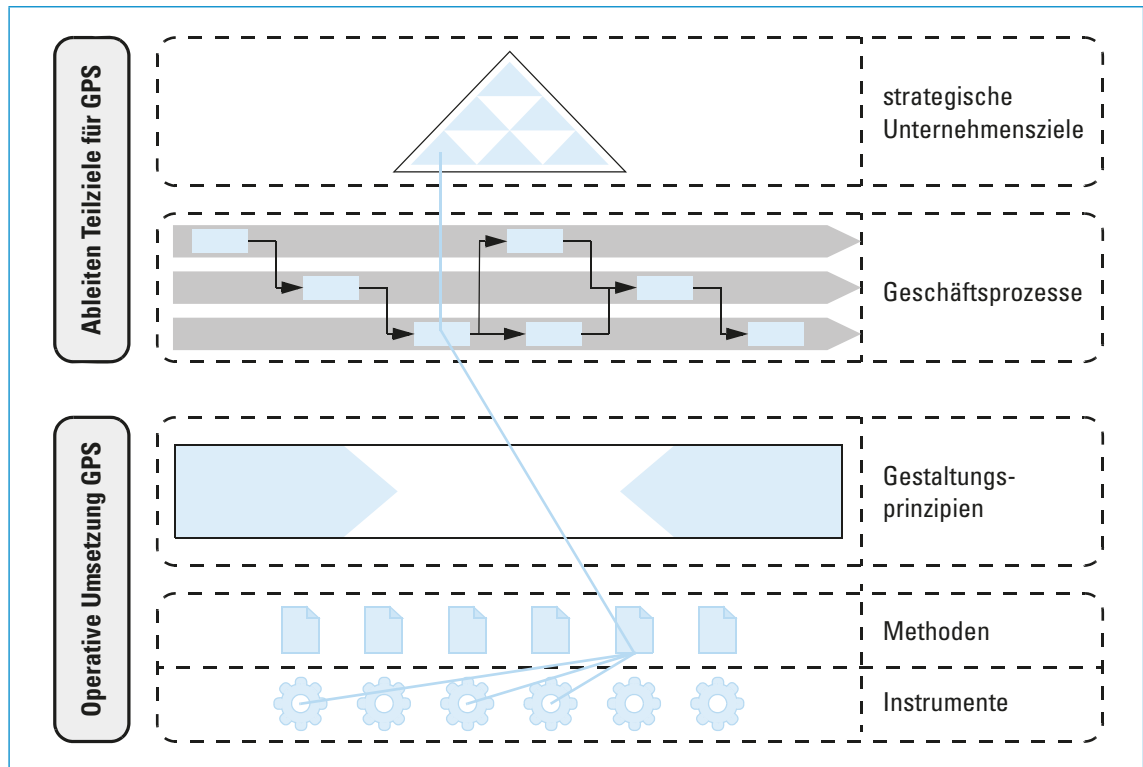 Ableiten Teilziele für GPS
strategische
Unternehmensziele
Geschäftsprozesse
Operative Umsetzung GPS
Gestaltungs-
prinzipien
Methoden
Instrumente